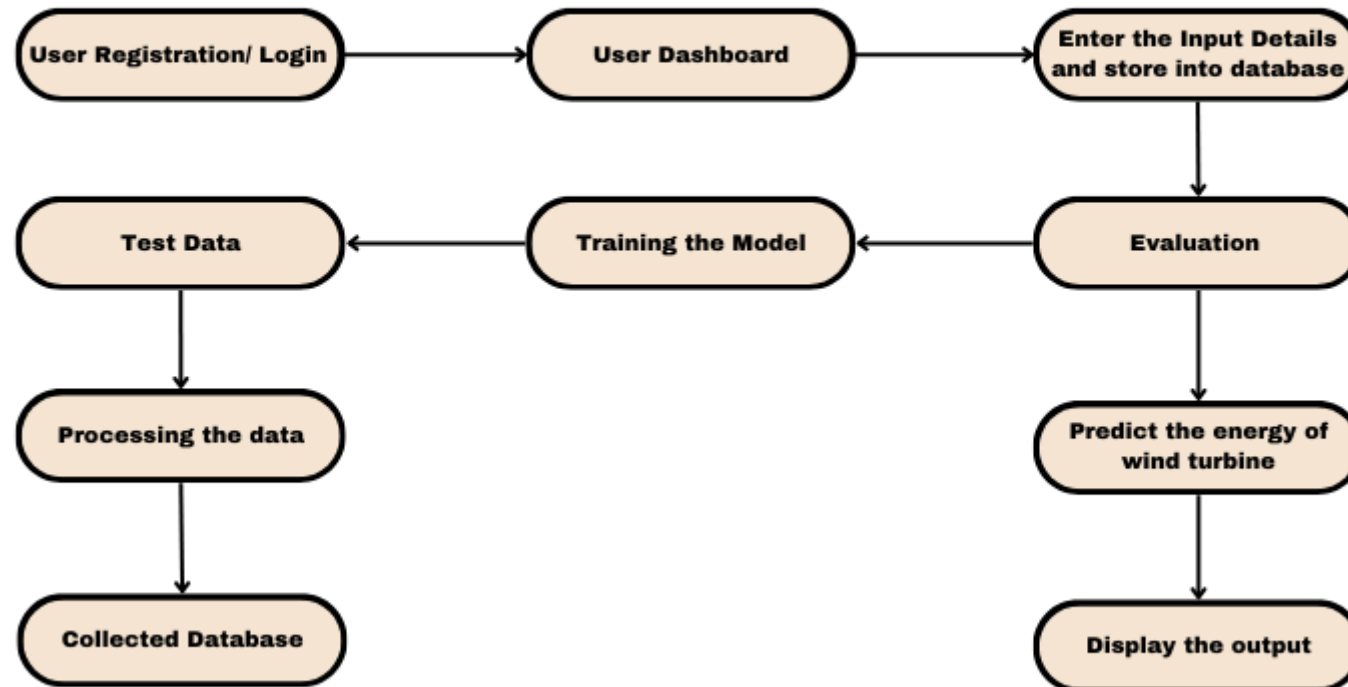 User Registration/ Login
User Dashboard
Enter the Input Details
and store into database
Test Data
Training the Model
Evaluation
Processing the data
Predict the energy of
wind turbine
Collected Database
Display the output